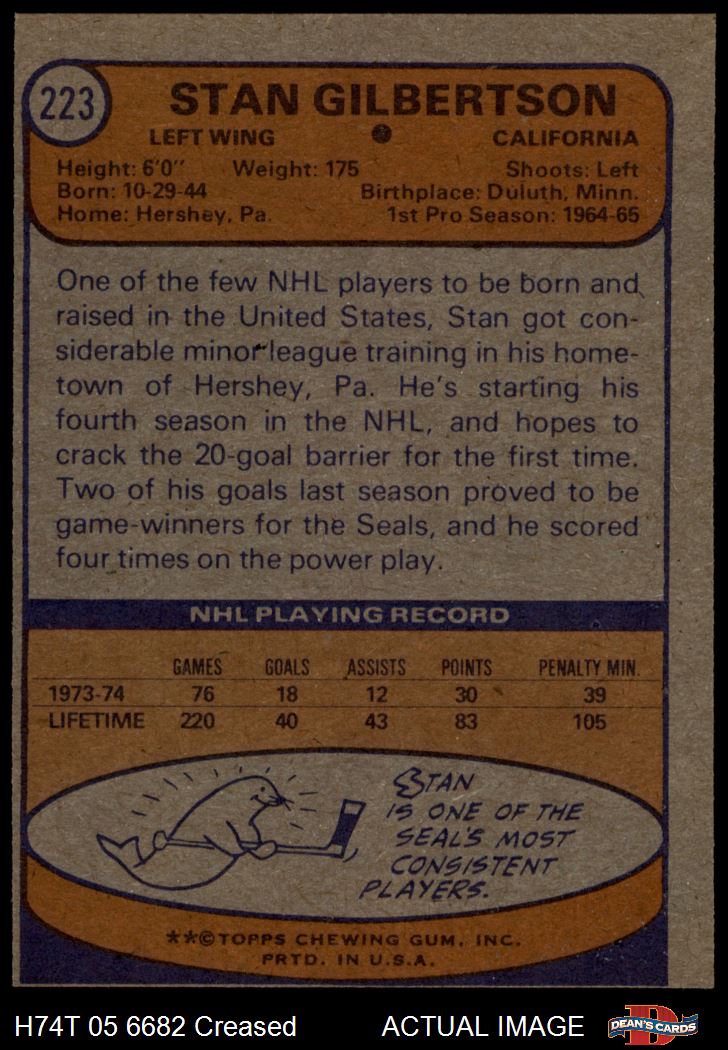 223
STAN GILBERTSON
LEFT WING CALIFORNIA
Height: 6'0" Weight: 175 Shoots: Left
Born: 10-29-44 Birthplace: Duluth, Minn.
Home: Hershey, Pa. 1st Pro Season: 1964-65
One of the few NHL players to be born and
raised in the United States, Stan got con-
siderable minor league training in his home-
town of Hershey, Pa. He's starting his
fourth season in the NHL, and hopes to
crack the 20-goal barrier for the first time.
Two of his goals last season proved to be
game-winners for the Seals, and he scored
four times on the power play.
NHL PLAYING RECORD
GAMES GOALS ASSISTS POINTS PENALTY MIN.
1973-74 76 18 12 30 39
LIFETIME 220 40 43 83 105
STAN
IS ONE OF THE
SEAL'S MOST
CONSISTENT
PLAYERS.
**©TOPPS CHEWING GUM, INC.
PRTD. IN U.S.A.
H74T 05 6682 Creased ACTUAL IMAGE
D
DEAN'S CARDS